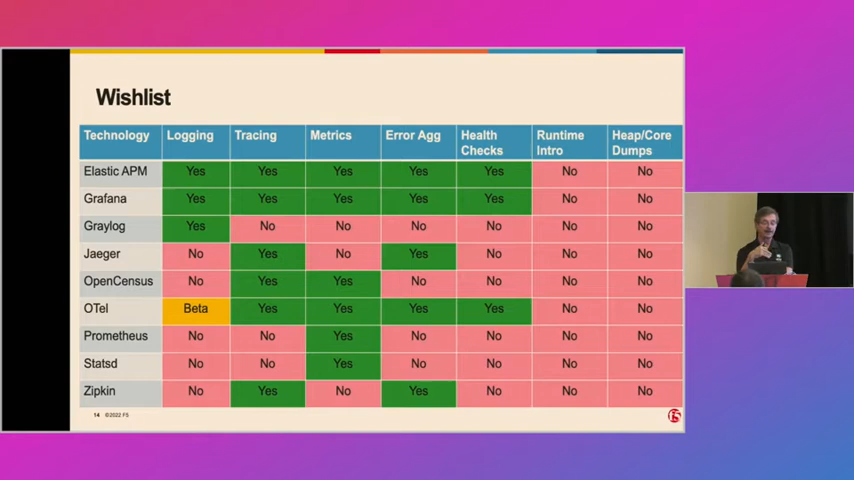 Wishlist
Technology Logging Tracing Metrics Error Agg Health Checks Runtime Intro Heap/Core Dumps
Elastic APM Yes Yes Yes Yes Yes No No
Grafana Yes Yes Yes Yes Yes No No
Graylog Yes No No No No No No
Jaeger No Yes No Yes No No No
OpenCensus No Yes Yes No No No No
OTel Beta Yes Yes Yes Yes No No
Prometheus No No Yes No No No No
Statsd No No Yes No No No No
Zipkin No Yes No Yes No No No
14 ©2022 F5